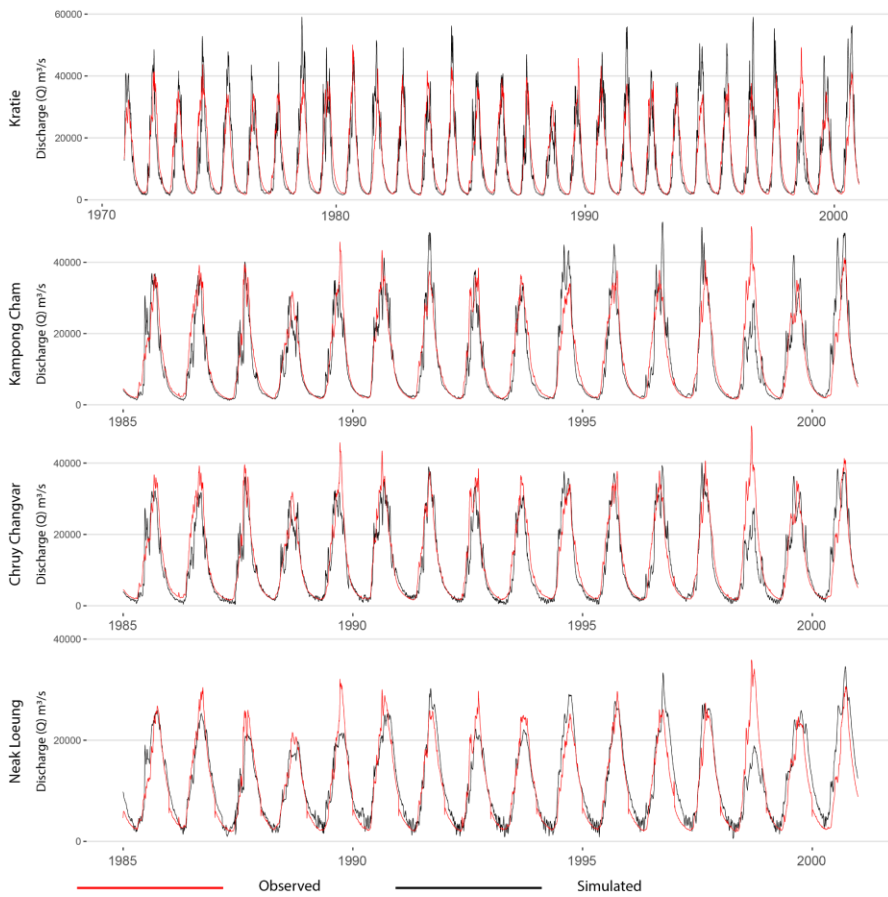 Kratie
Discharge (Q) m³/s
60000
40000
20000
0
1970
1980
1990
2000
Kampong Cham
Discharge (Q) m³/s
40000
20000
0
1985
1990
1995
2000
Chruy Changvar
Discharge (Q) m³/s
40000
20000
0
1985
1990
1995
2000
Neak Loeung
Discharge (Q) m³/s
40000
20000
0
1985
1990
1995
2000
Observed
Simulated